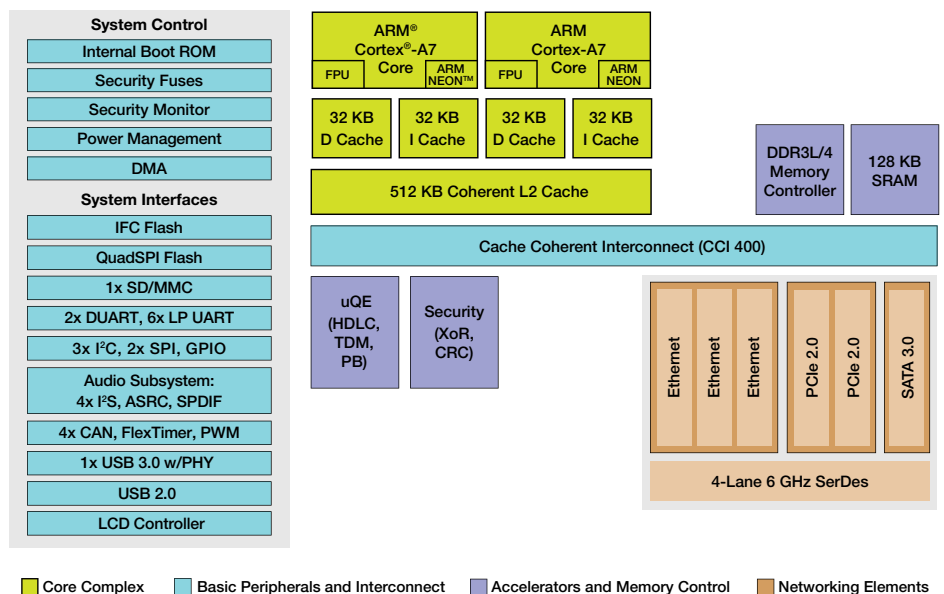 System Control
Internal Boot ROM
Security Fuses
Security Monitor
Power Management
DMA
System Interfaces
IFC Flash
QuadSPI Flash
1x SD/MMC
2x DUART, 6x LP UART
3x I²C, 2x SPI, GPIO
Audio Subsystem:
4x I²S, ASRC, SPDIF
4x CAN, FlexTimer, PWM
1x USB 3.0 w/PHY
USB 2.0
LCD Controller
ARM®
Cortex®-A7
Core
FPU
ARM
NEON™
ARM
Cortex-A7
Core
FPU
ARM
NEON
32 KB
D Cache
32 KB
I Cache
32 KB
D Cache
32 KB
I Cache
512 KB Coherent L2 Cache
DDR3L/4
Memory
Controller
128 KB
SRAM
Cache Coherent Interconnect (CCI 400)
uQE
(HDLC,
TDM,
PB)
Security
(XoR,
CRC)
Ethernet
Ethernet
Ethernet
PCIe 2.0
PCIe 2.0
SATA 3.0
4-Lane 6 GHz SerDes
Core Complex
Basic Peripherals and Interconnect
Accelerators and Memory Control
Networking Elements